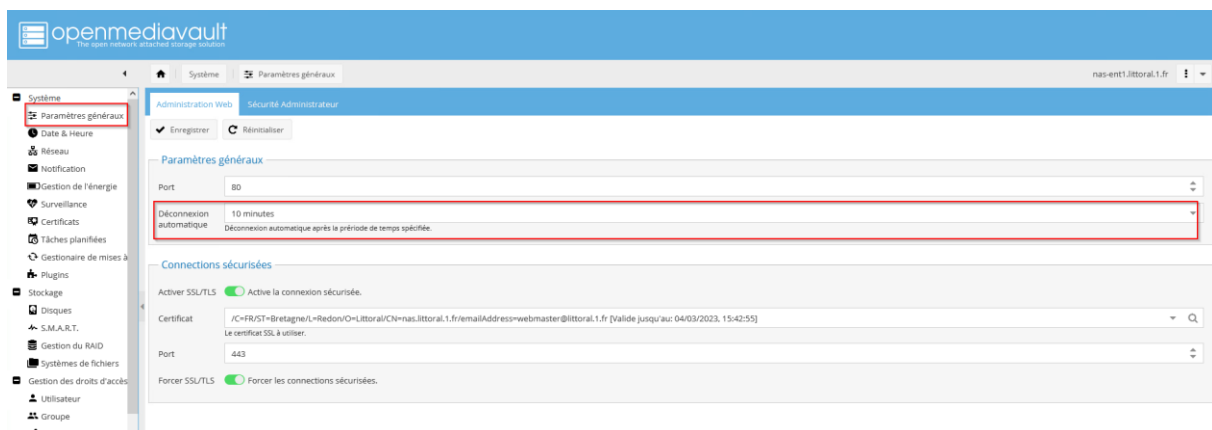 openmediavault
The open network attached storage solution
Système
Paramètres généraux
nas-ent1.littoral.1.fr
Système
Paramètres généraux
Date & Heure
Réseau
Notification
Gestion de l'énergie
Surveillance
Certificats
Tâches planifiées
Gestionaire de mises à
Plugins
Stockage
Disques
S.M.A.R.T.
Gestion du RAID
Systèmes de fichiers
Gestion des droits d'accès
Utilisateur
Groupe
Administration Web
Sécurité Administrateur
Enregistrer
Réinitialiser
Paramètres généraux
Port
80
Déconnexion
automatique
10 minutes
Déconnexion automatique après la prériode de temps spécifiée.
Connections sécurisées
Activer SSL/TLS
Active la connexion sécurisée.
Certificat
/C=FR/ST=Bretagne/L=Redon/O=Littoral/CN=nas.littoral.1.fr/emailAddress=webmaster@littoral.1.fr [Valide jusqu'au: 04/03/2023, 15:42:55]
Le certificat SSL à utiliser.
Port
443
Forcer SSL/TLS
Forcer les connections sécurisées.